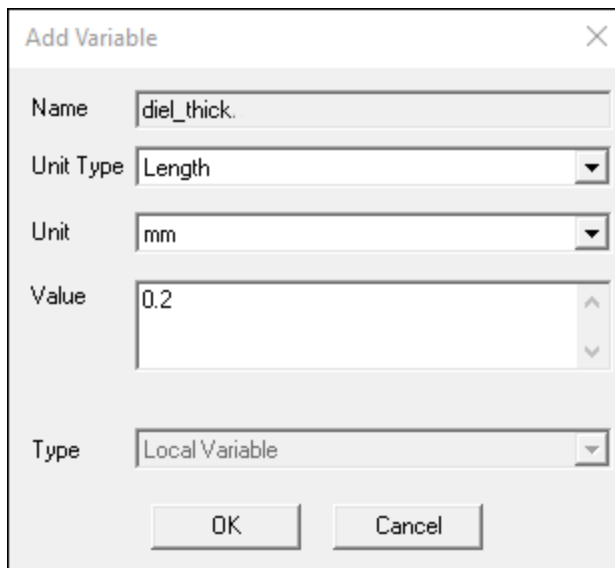 Add Variable
Name diel_thick.
Unit Type Length
Unit mm
Value 0.2
Type Local Variable
OK Cancel